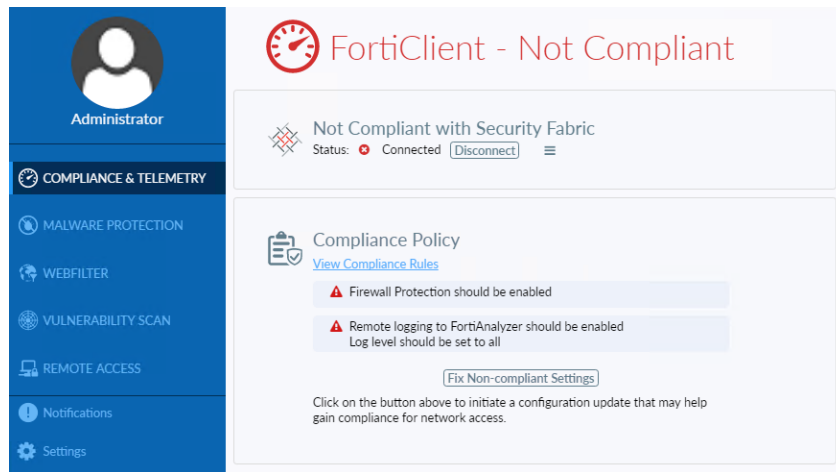 Administrator
COMPLIANCE & TELEMETRY
MALWARE PROTECTION
WEBFILTER
VULNERABILITY SCAN
REMOTE ACCESS
Notifications
Settings
FortiClient - Not Compliant
Not Compliant with Security Fabric
Status: Connected Disconnect
Compliance Policy
View Compliance Rules
Firewall Protection should be enabled
Remote logging to FortiAnalyzer should be enabled
Log level should be set to all
Fix Non-compliant Settings
Click on the button above to initiate a configuration update that may help
gain compliance for network access.